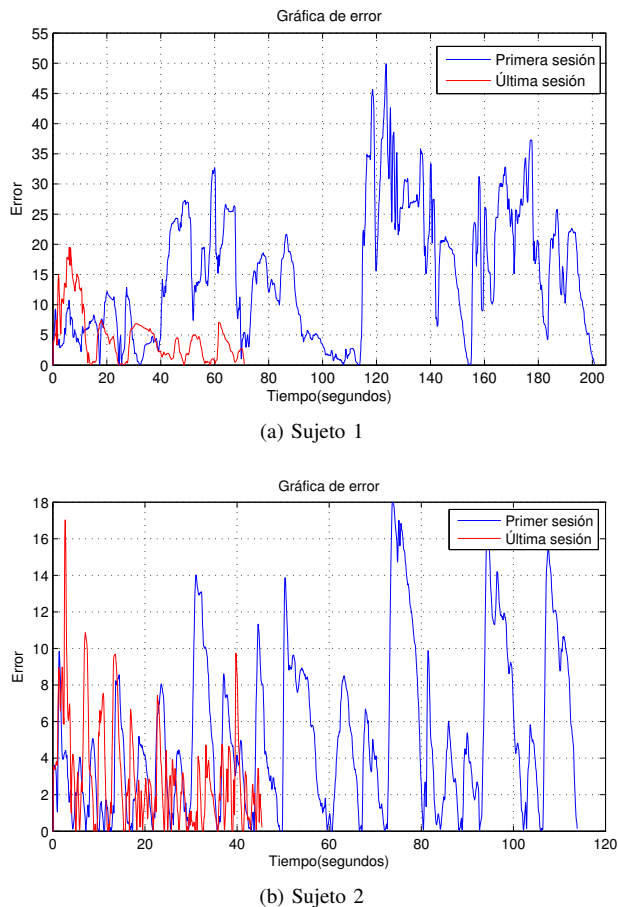 Gráfica de error
55
50
45
40
35
30
25
20
15
10
5
0
Error
Primera sesión
Última sesión
0 20 40 60 80 100 120 140 160 180 200
Tiempo(segundos)
(a) Sujeto 1
Gráfica de error
18
16
14
12
10
8
6
4
2
0
Error
Primer sesión
Última sesión
0 20 40 60 80 100 120
Tiempo(segundos)
(b) Sujeto 2